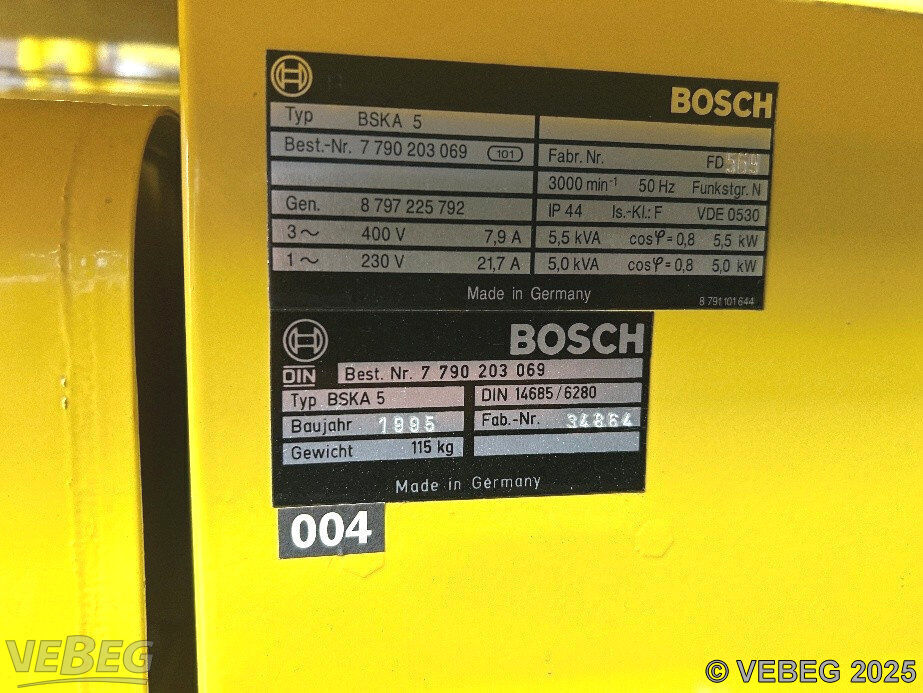 BOSCH
Typ BSKA 5
Best.-Nr. 7 790 203 069 101
Fabr. Nr. FD 569
3000 min⁻¹ 50 Hz Funkstgr. N
Gen. 8 797 225 792
IP 44 Is.-Kl.: F VDE 0530
3~ 400 V 7,9 A 5,5 kVA cosφ=0,8 5,5 kW
1~ 230 V 21,7 A 5,0 kVA cosφ=0,8 5,0 kW
Made in Germany
8 791 101 644
BOSCH
DIN Best. Nr. 7 790 203 069
Typ BSKA 5 DIN 14685/6280
Baujahr 1995 Fab.-Nr. 34864
Gewicht 115 kg
Made in Germany
004
VEBEG
© VEBEG 2025